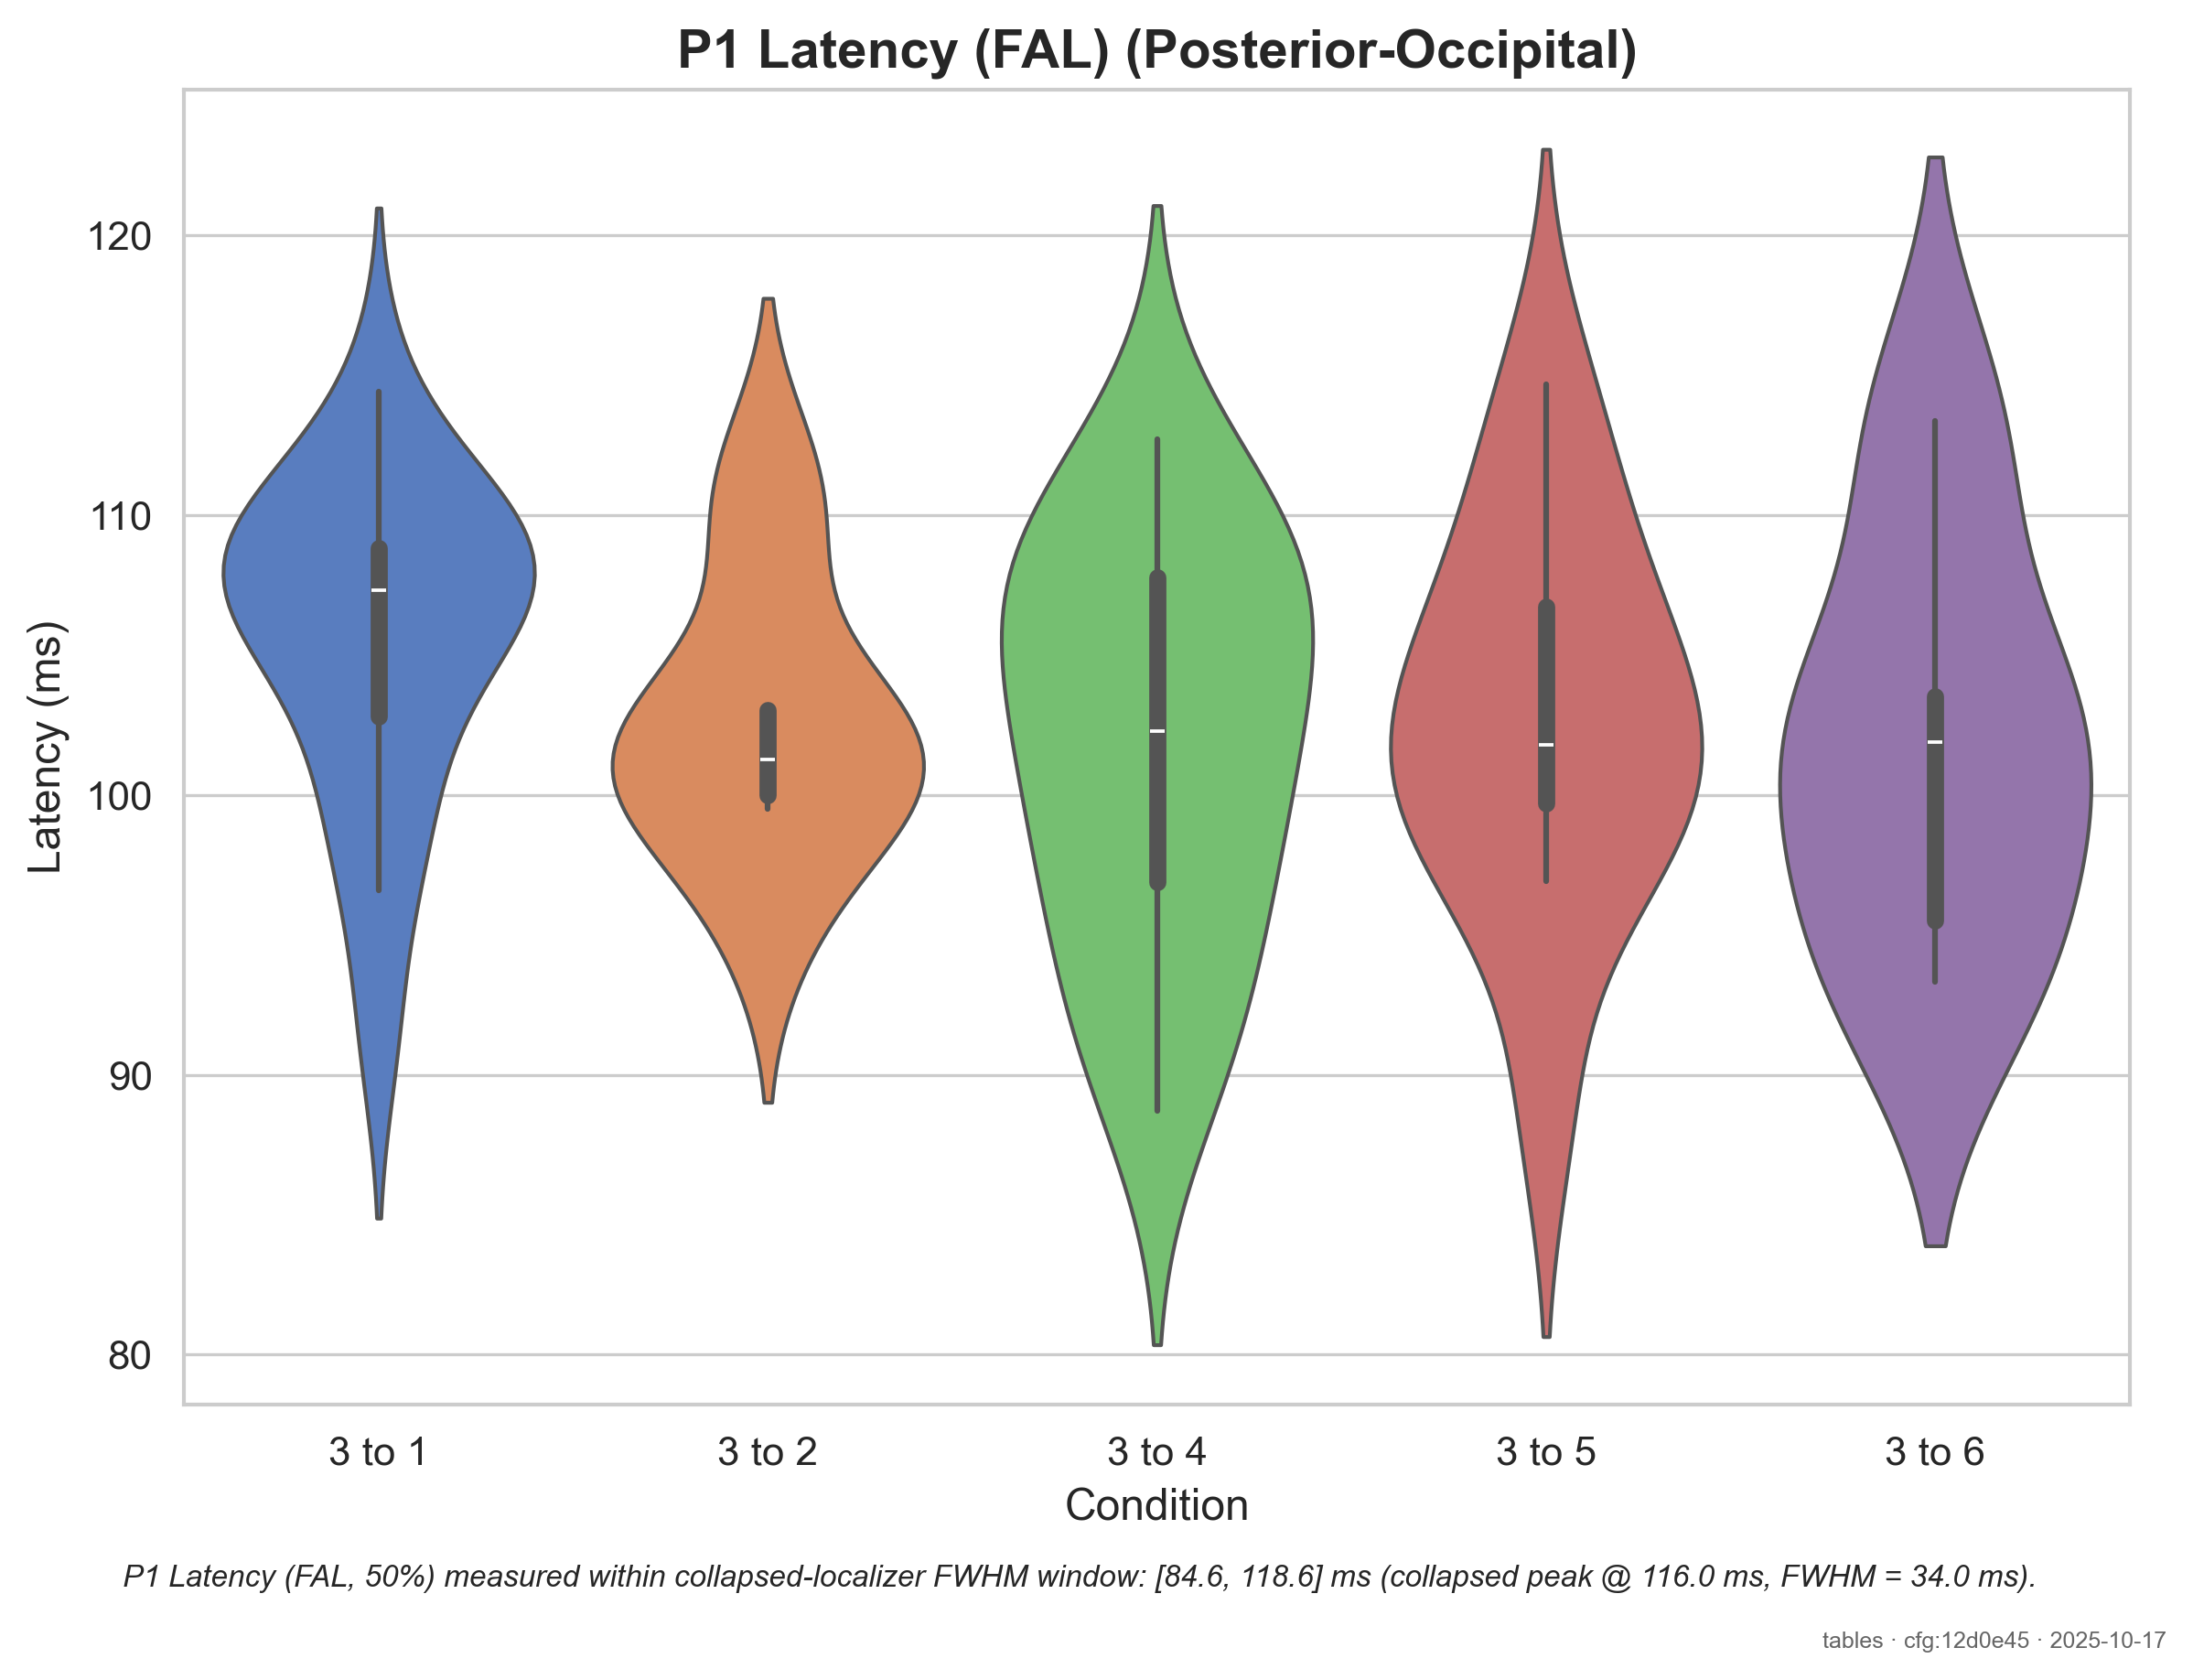 P1 Latency (FAL) (Posterior-Occipital)
Latency (ms)
120
110
100
90
80
3 to 1
3 to 2
3 to 4
3 to 5
3 to 6
Condition
P1 Latency (FAL, 50%) measured within collapsed-localizer FWHM window: [84.6, 118.6] ms (collapsed peak @ 116.0 ms, FWHM = 34.0 ms).
tables · cfg:12d0e45 · 2025-10-17